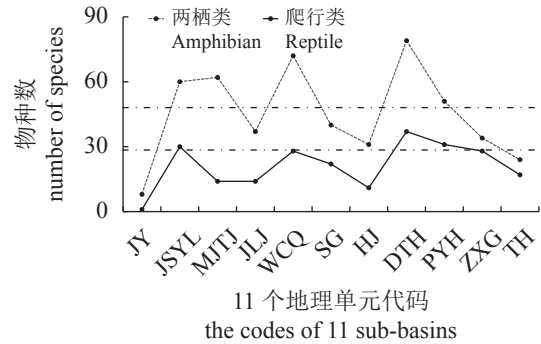 两栖类 爬行类
Amphibian Reptile
物种数
number of species
90
60
30
0
JY JSYL MJTJ JLJ WCQ SG HJ DTH PYH ZXG TH
11 个地理单元代码
the codes of 11 sub-basins